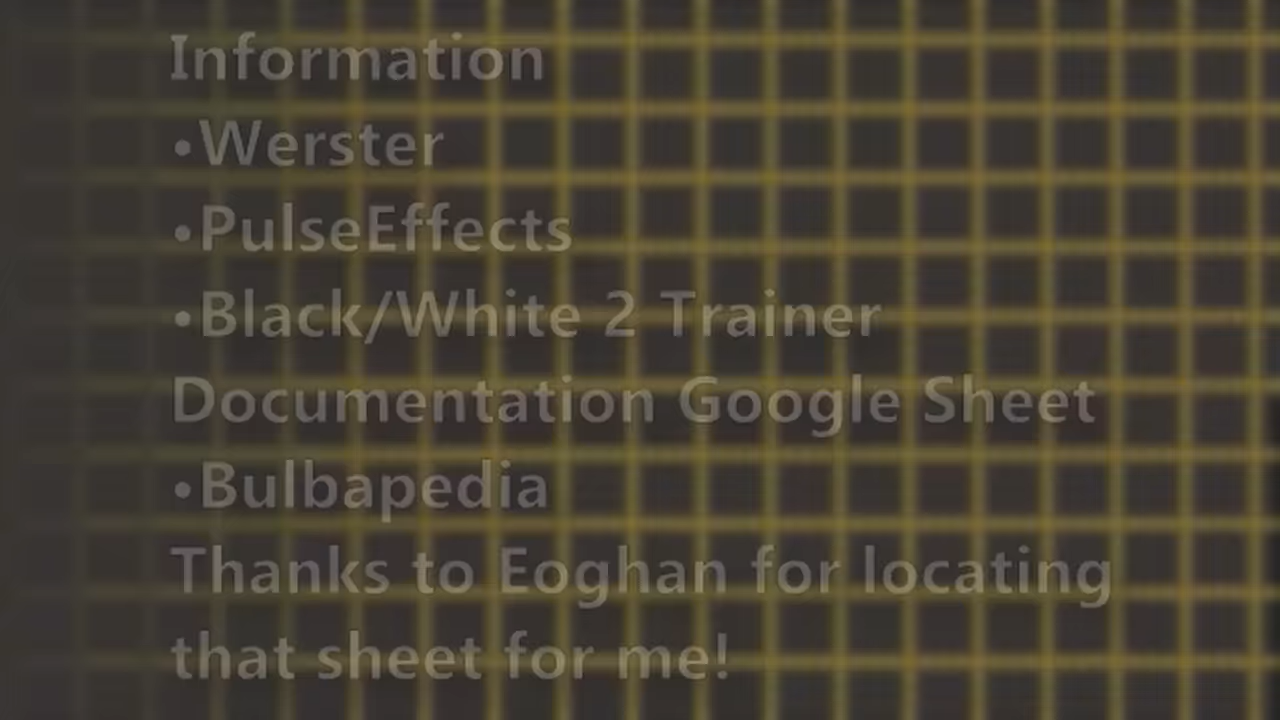 Information
•Werster
•PulseEffects
•Black/White 2 Trainer
Documentation Google Sheet
•Bulbapedia
Thanks to Eoghan for locating
that sheet for me!